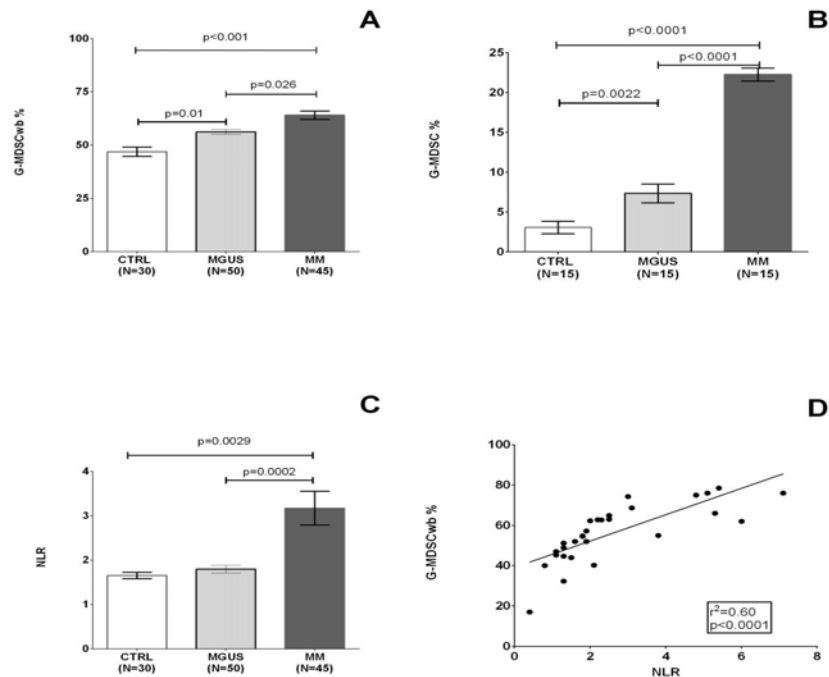 A
p<0.001
p=0.026
p=0.01
G-MDSCwb %
100
75
50
25
0
CTRL
(N=30)
MGUS
(N=50)
MM
(N=45)
B
p<0.0001
p<0.0001
p=0.0022
G-MDSC %
25
20
15
10
5
0
CTRL
(N=15)
MGUS
(N=15)
MM
(N=15)
C
p=0.0029
p=0.0002
NLR
4
3
2
1
0
CTRL
(N=30)
MGUS
(N=50)
MM
(N=45)
D
G-MDSCwb %
100
80
60
40
20
0
r²=0.60
p<0.0001
0
2
4
6
8
NLR